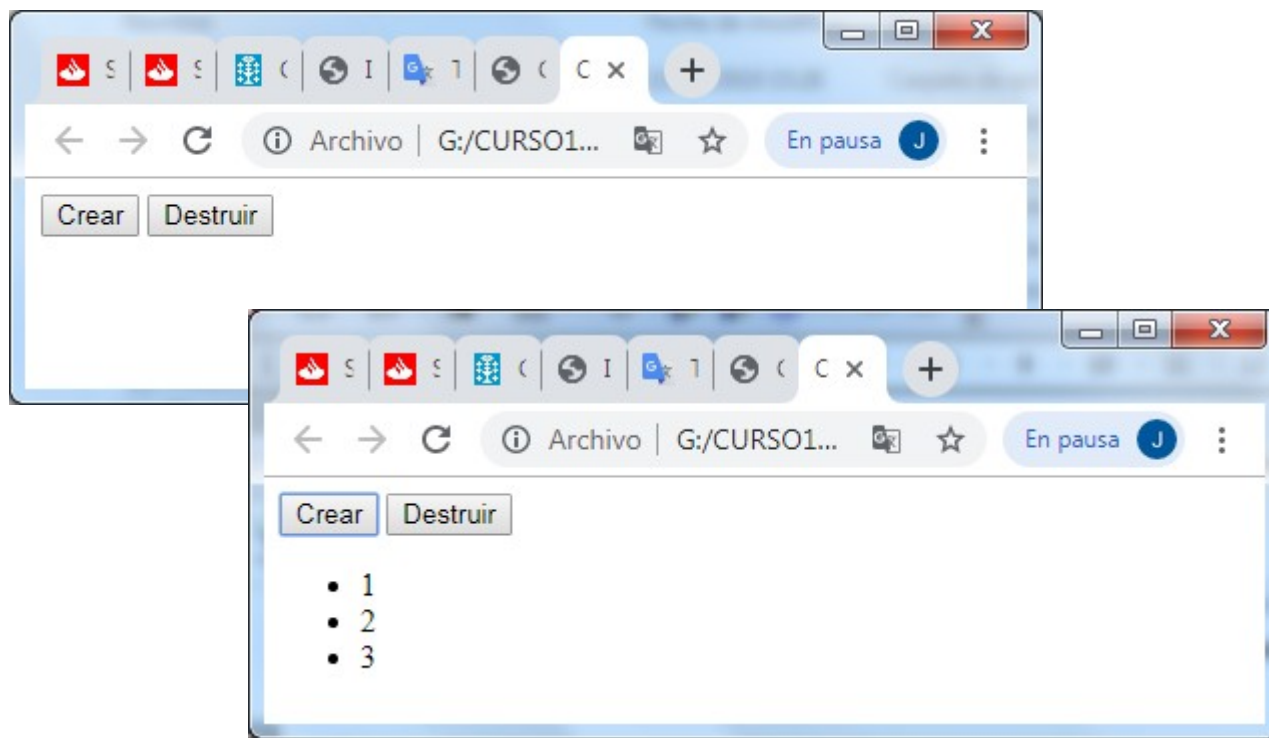 S S C I T C C
Archivo G:/CURSO1... En pausa J
Crear Destruir
S S C I T C C
Archivo G:/CURSO1... En pausa J
Crear Destruir
1
2
3